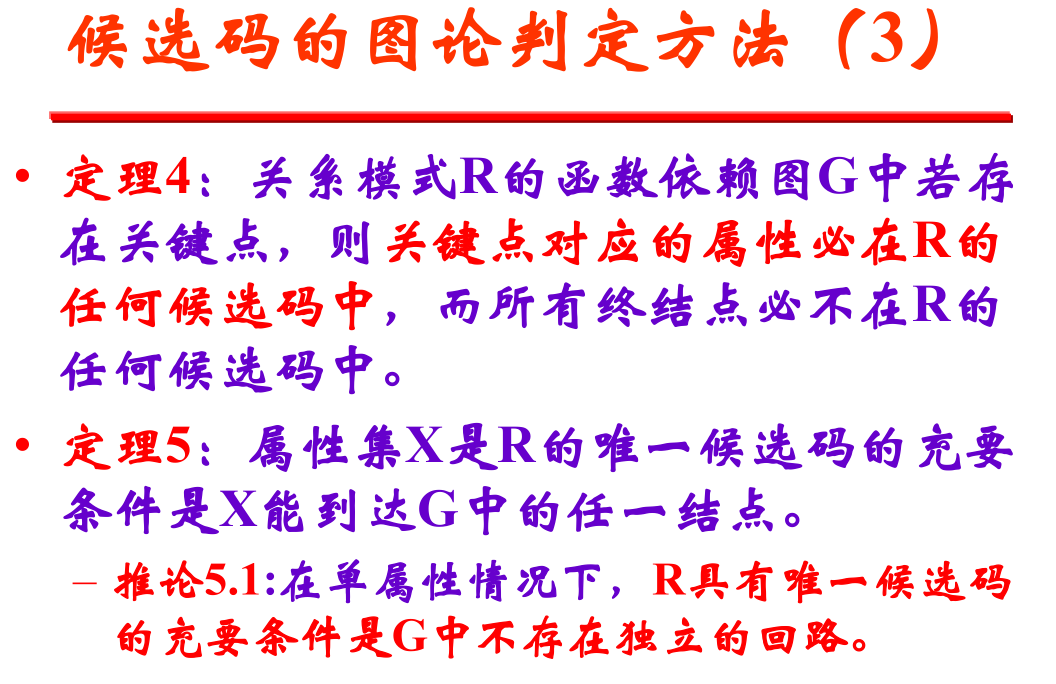 候选码的图论判定方法（3）
• 定理4：关系模式R的函数依赖图G中若存
在关键点，则关键点对应的属性必在R的
任何候选码中，而所有终结点必不在R的
任何候选码中。
• 定理5：属性集X是R的唯一候选码的充要
条件是X能到达G中的任一结点。
– 推论5.1:在单属性情况下，R具有唯一候选码
的充要条件是G中不存在独立的回路。